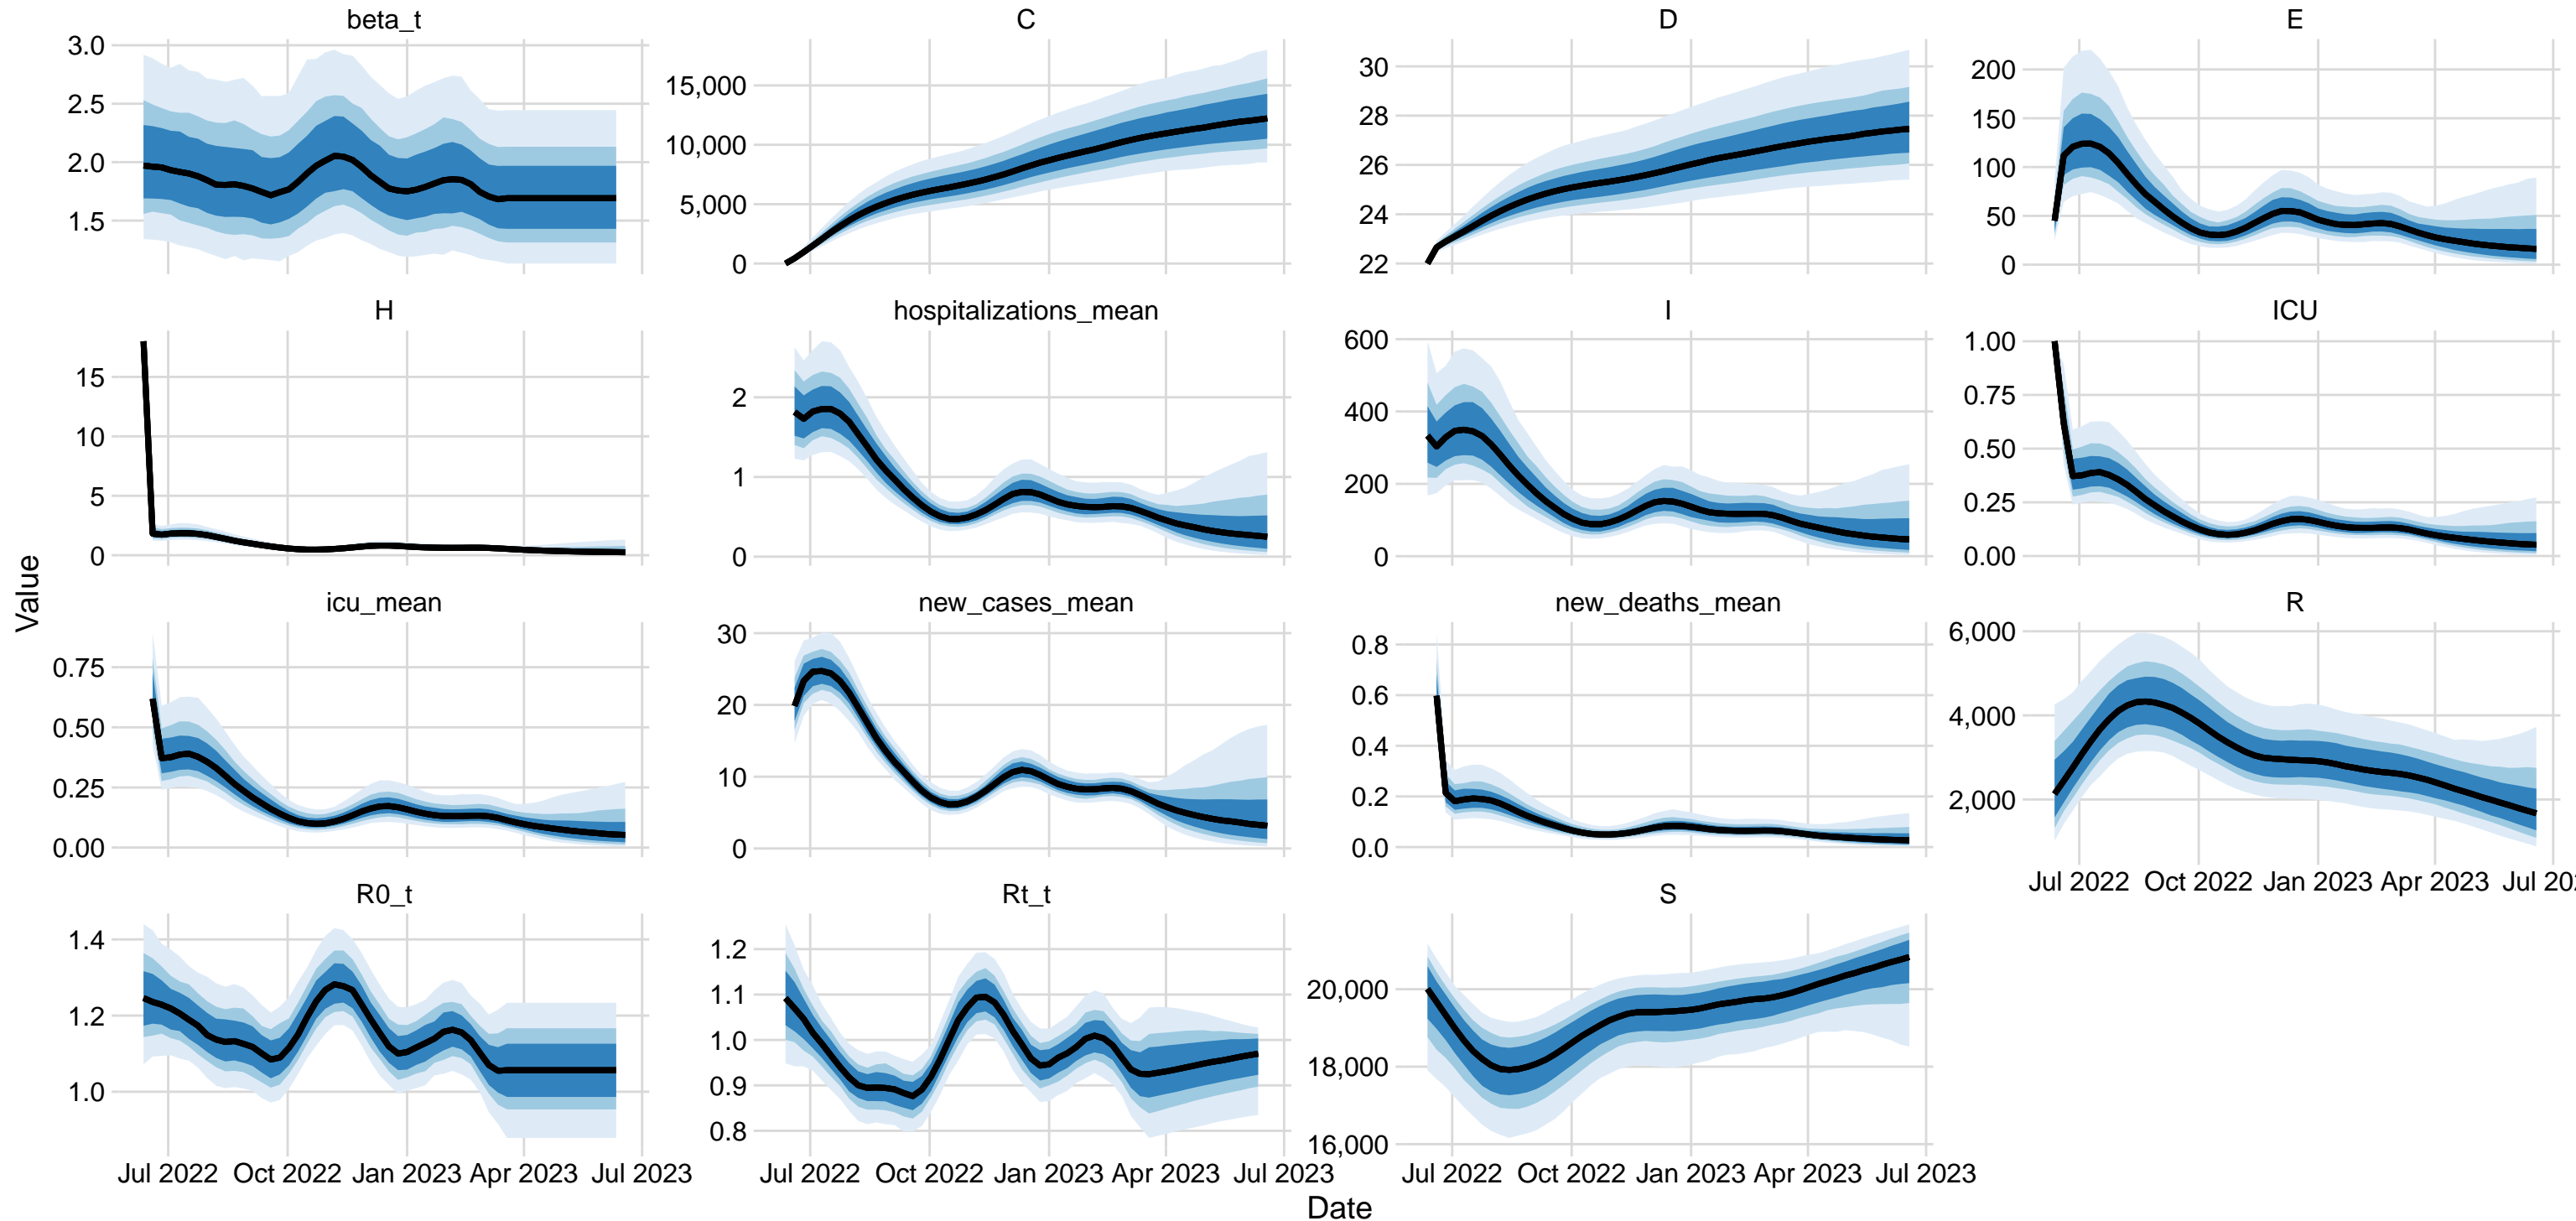 beta_t
C
D
E
3.0
2.5
2.0
1.5
15,000
10,000
5,000
0
30
28
26
24
22
200
150
100
50
0
H
hospitalizations_mean
I
ICU
15
10
5
0
2
1
0
600
400
200
0
1.00
0.75
0.50
0.25
0.00
Value
icu_mean
new_cases_mean
new_deaths_mean
R
0.75
0.50
0.25
0.00
30
20
10
0
0.8
0.6
0.4
0.2
0.0
6,000
4,000
2,000
Jul 2022 Oct 2022 Jan 2023 Apr 2023 Jul 202
R0_t
Rt_t
S
1.4
1.2
1.0
1.2
1.1
1.0
0.9
0.8
20,000
18,000
16,000
Jul 2022 Oct 2022 Jan 2023 Apr 2023 Jul 2023
Jul 2022 Oct 2022 Jan 2023 Apr 2023 Jul 2023
Jul 2022 Oct 2022 Jan 2023 Apr 2023 Jul 2023
Date